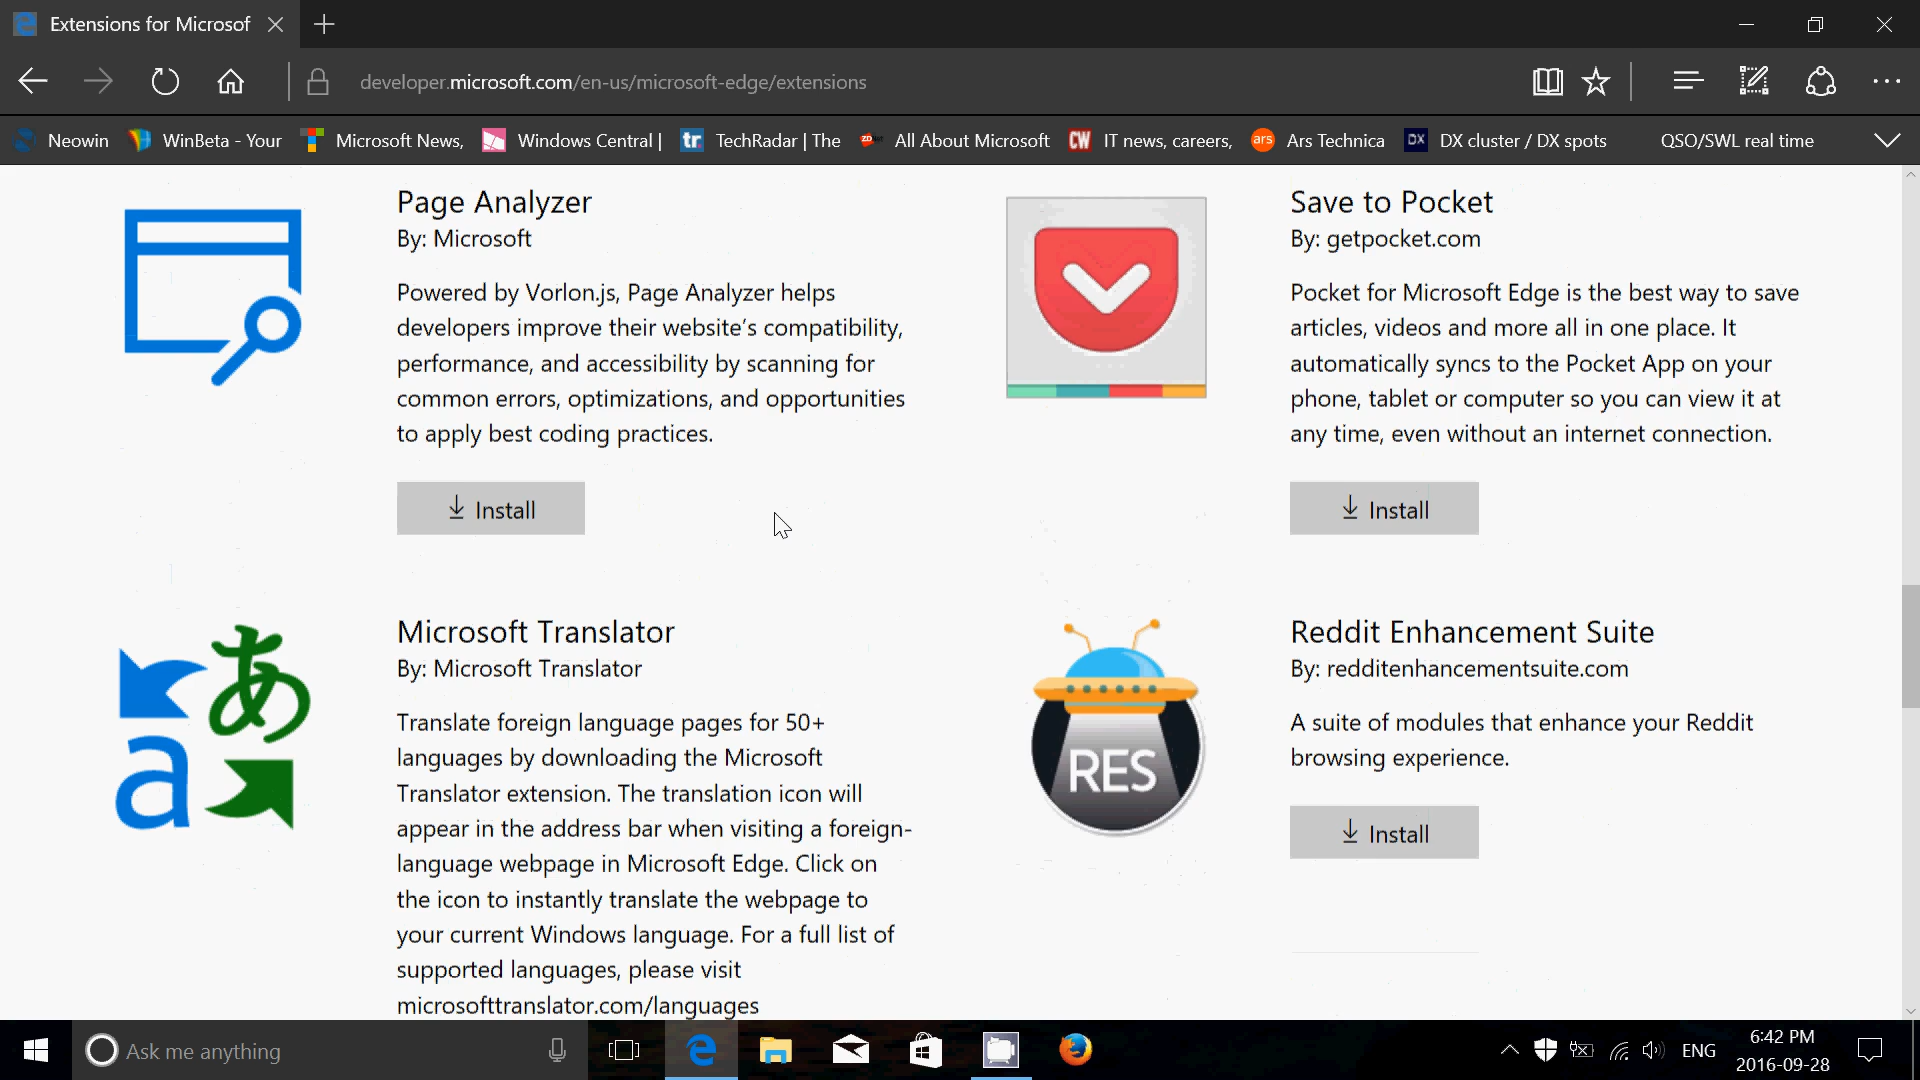 Extensions for Microsof
developer.microsoft.com/en-us/microsoft-edge/extensions
Neowin
WinBeta - Your
Microsoft News,
Windows Central |
tr TechRadar | The
ZD All About Microsoft
CW IT news, careers,
ars Ars Technica
DX DX cluster / DX spots
QSO/SWL real time
Page Analyzer
By: Microsoft
Powered by Vorlon.js, Page Analyzer helps
developers improve their website's compatibility,
performance, and accessibility by scanning for
common errors, optimizations, and opportunities
to apply best coding practices.
Install
Save to Pocket
By: getpocket.com
Pocket for Microsoft Edge is the best way to save
articles, videos and more all in one place. It
automatically syncs to the Pocket App on your
phone, tablet or computer so you can view it at
any time, even without an internet connection.
Install
あ
a
Microsoft Translator
By: Microsoft Translator
Translate foreign language pages for 50+
languages by downloading the Microsoft
Translator extension. The translation icon will
appear in the address bar when visiting a foreign-
language webpage in Microsoft Edge. Click on
the icon to instantly translate the webpage to
your current Windows language. For a full list of
supported languages, please visit
microsofttranslator.com/languages
RES
Reddit Enhancement Suite
By: redditenhancementsuite.com
A suite of modules that enhance your Reddit
browsing experience.
Install
Ask me anything
ENG
6:42 PM
2016-09-28